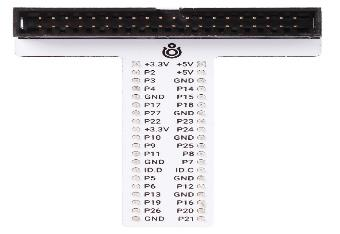 +3.3V +5V
P2 +5V
P3 GND
P4 P14
GND P15
P17 P18
P27 GND
P22 P23
+3.3V P24
P10 GND
P9 P25
P11 P8
GND P7
ID.D ID.C
P5 GND
P6 P12
P13 GND
P19 P16
P26 P20
GND P21